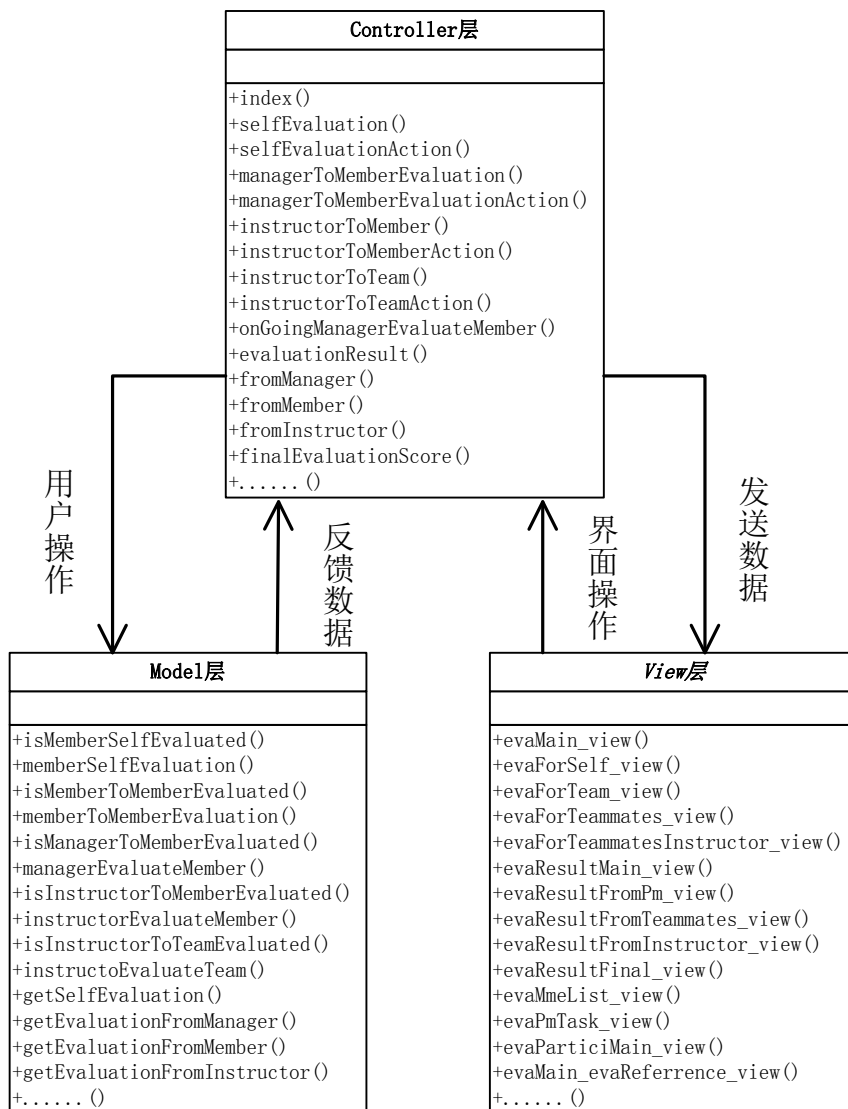 Controller层
+index()
+selfEvaluation()
+selfEvaluationAction()
+managerToMemberEvaluation()
+managerToMemberEvaluationAction()
+instructorToMember()
+instructorToMemberAction()
+instructorToTeam()
+instructorToTeamAction()
+onGoingManagerEvaluateMember()
+evaluationResult()
+fromManager()
+fromMember()
+fromInstructor()
+finalEvaluationScore()
+......()
用户操作
反馈数据
界面操作
发送数据
Model层
+isMemberSelfEvaluated()
+memberSelfEvaluation()
+isMemberToMemberEvaluated()
+memberToMemberEvaluation()
+isManagerToMemberEvaluated()
+managerEvaluateMember()
+isInstructorToMemberEvaluated()
+instructorEvaluateMember()
+isInstructorToTeamEvaluated()
+instructoEvaluateTeam()
+getSelfEvaluation()
+getEvaluationFromManager()
+getEvaluationFromMember()
+getEvaluationFromInstructor()
+......()
View层
+evaMain_view()
+evaForSelf_view()
+evaForTeam_view()
+evaForTeammates_view()
+evaForTeammatesInstructor_view()
+evaResultMain_view()
+evaResultFromPm_view()
+evaResultFromTeammates_view()
+evaResultFromInstructor_view()
+evaResultFinal_view()
+evaMmeList_view()
+evaPmTask_view()
+evaParticiMain_view()
+evaMain_evaReferrence_view()
+......()